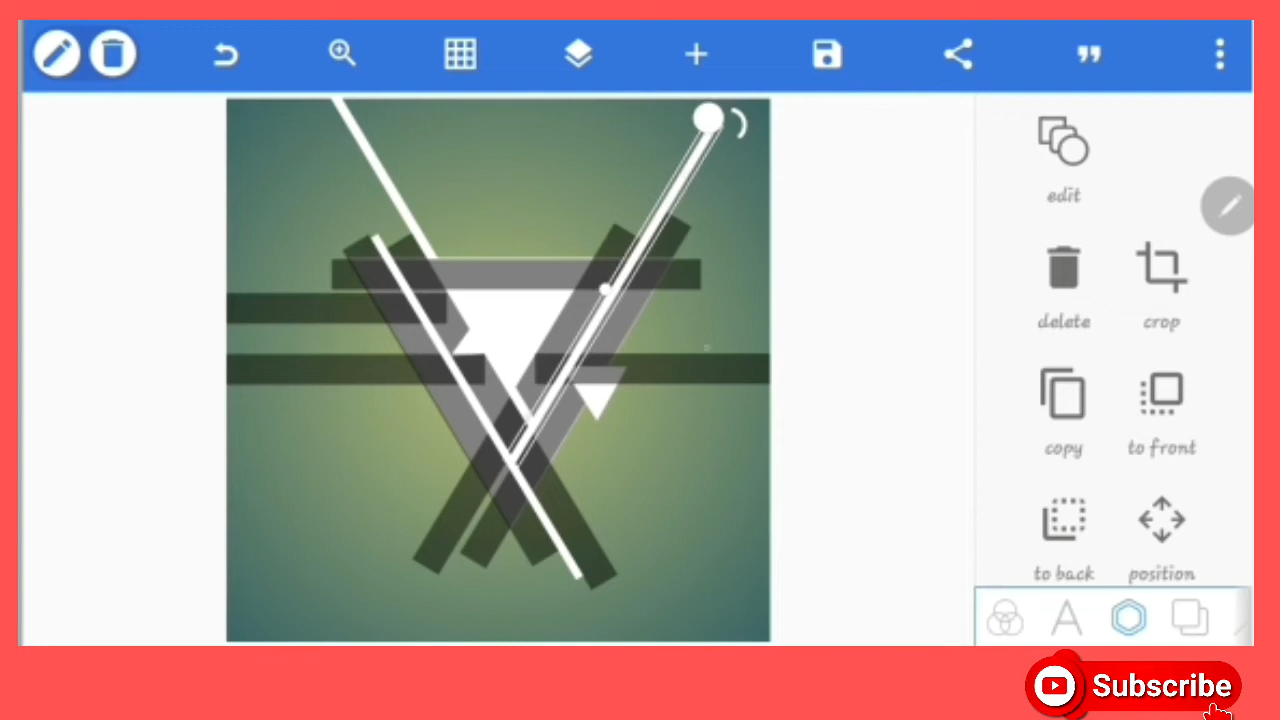 edit
delete
crop
copy
to front
to back
position
A
Subscribe